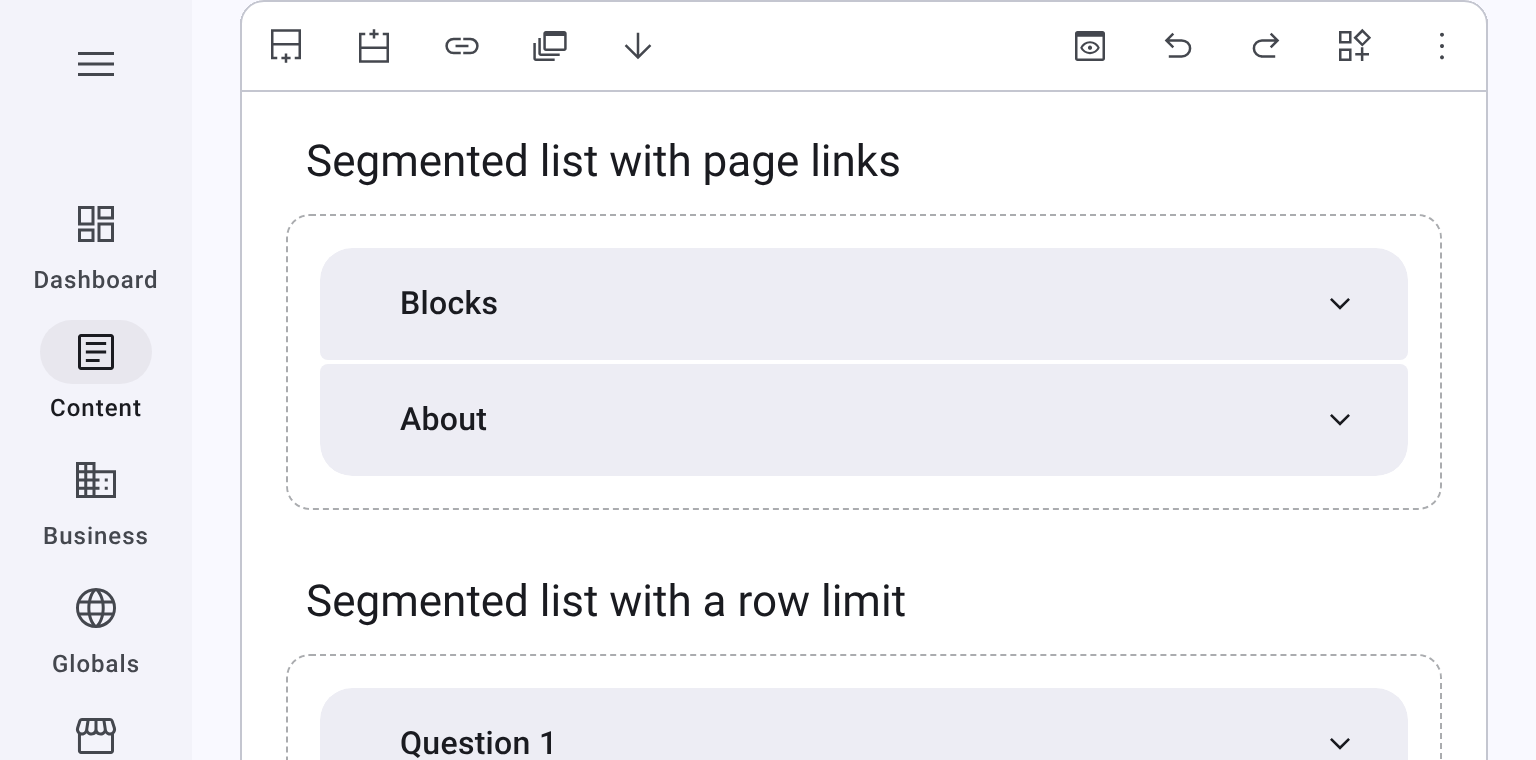 Segmented list with page links
Blocks
About
Segmented list with a row limit
Question 1
Dashboard
Content
Business
Globals